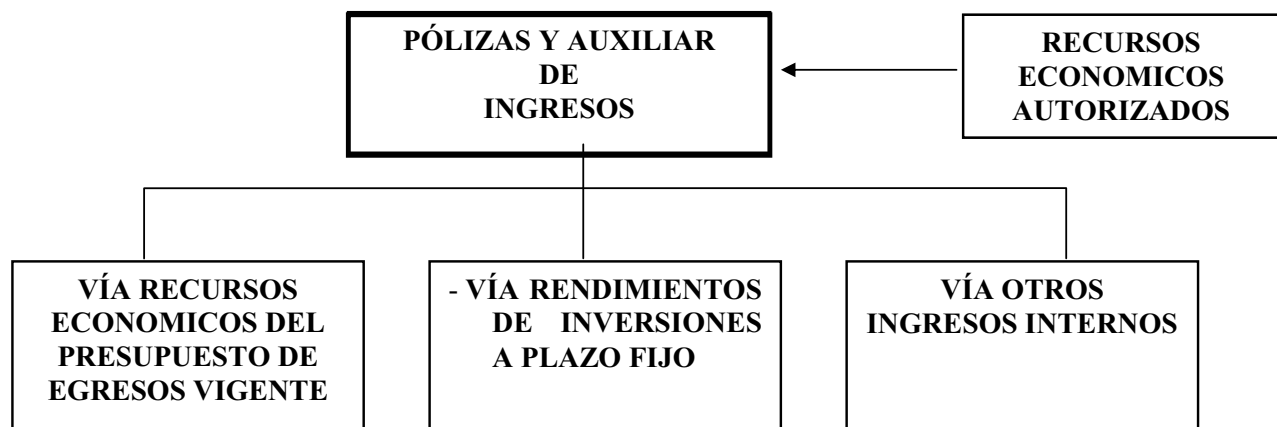 PÓLIZAS Y AUXILIAR
DE
INGRESOS
RECURSOS
ECONOMICOS
AUTORIZADOS
VÍA RECURSOS
ECONOMICOS DEL
PRESUPUESTO DE
EGRESOS VIGENTE
- VÍA RENDIMIENTOS
DE INVERSIONES
A PLAZO FIJO
VÍA OTROS
INGRESOS INTERNOS